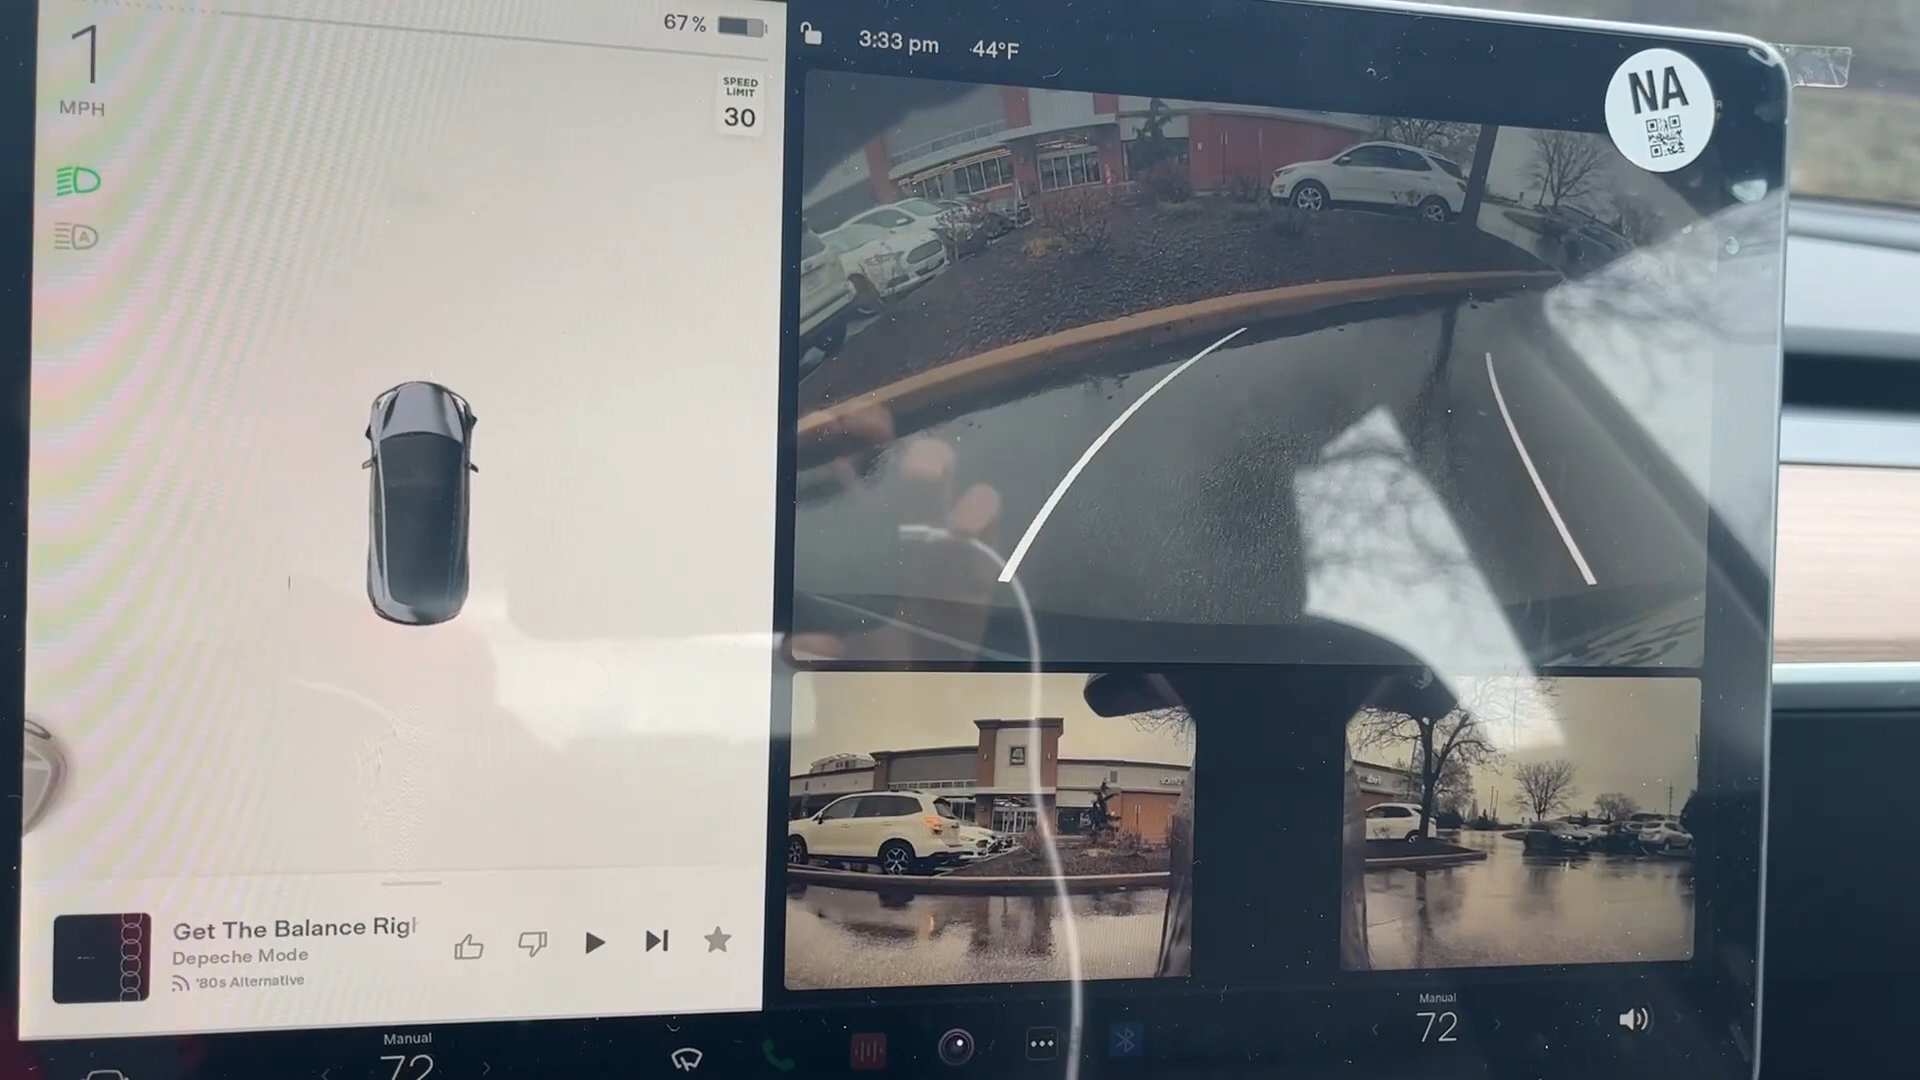 1
MPH
67%
SPEED
LIMIT
30
3:33 pm
44°F
NA
A
Get The Balance Righ
Depeche Mode
'80s Alternative
Manual
72
Manual
72